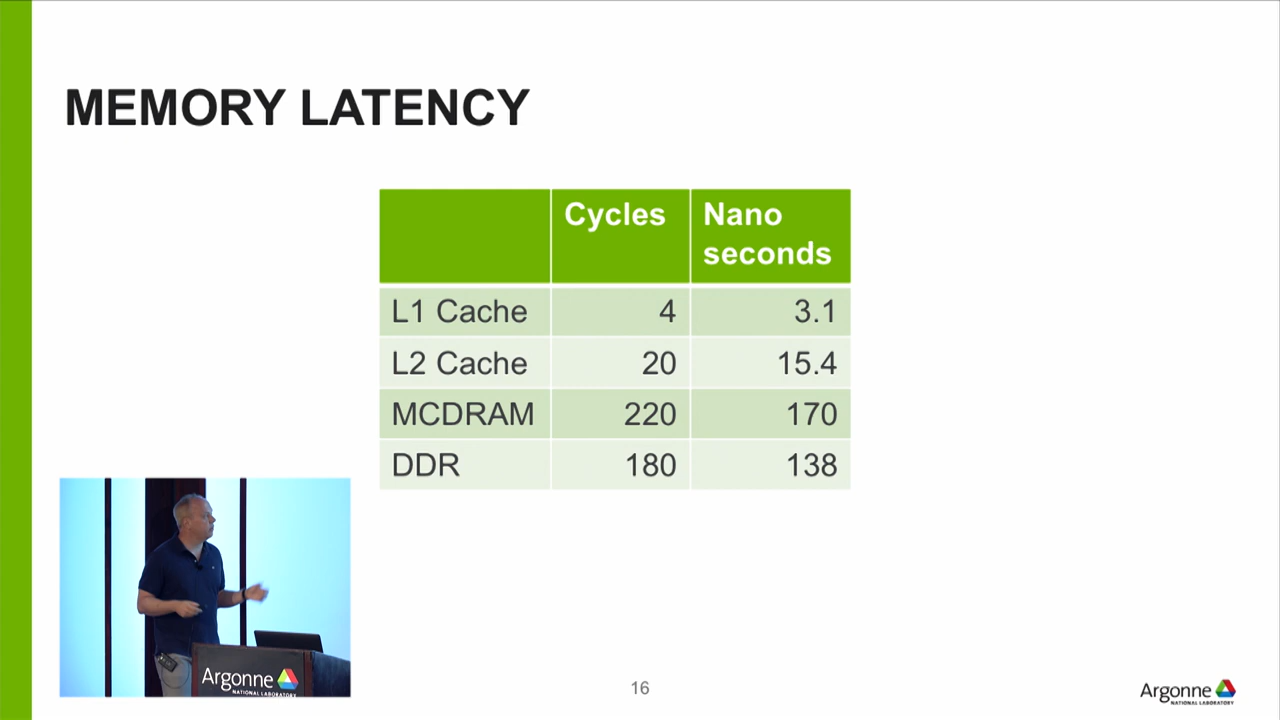 MEMORY LATENCY
Cycles
Nano
seconds
L1 Cache 4 3.1
L2 Cache 20 15.4
MCDRAM 220 170
DDR 180 138
Argonne
NATIONAL LABORATORY
16
Argonne
NATIONAL LABORATORY